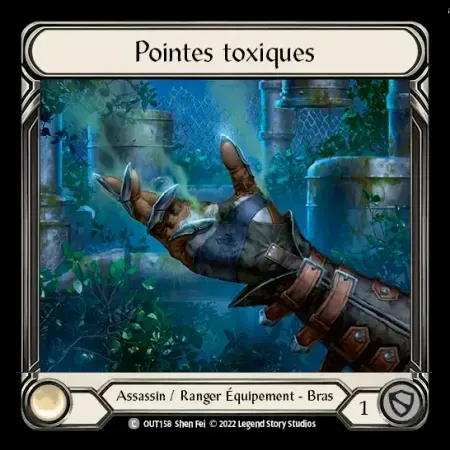 Pointes toxiques
Assassin / Ranger Équipement - Bras
1
C OUT158 Shen Fei © 2022 Legend Story Studios